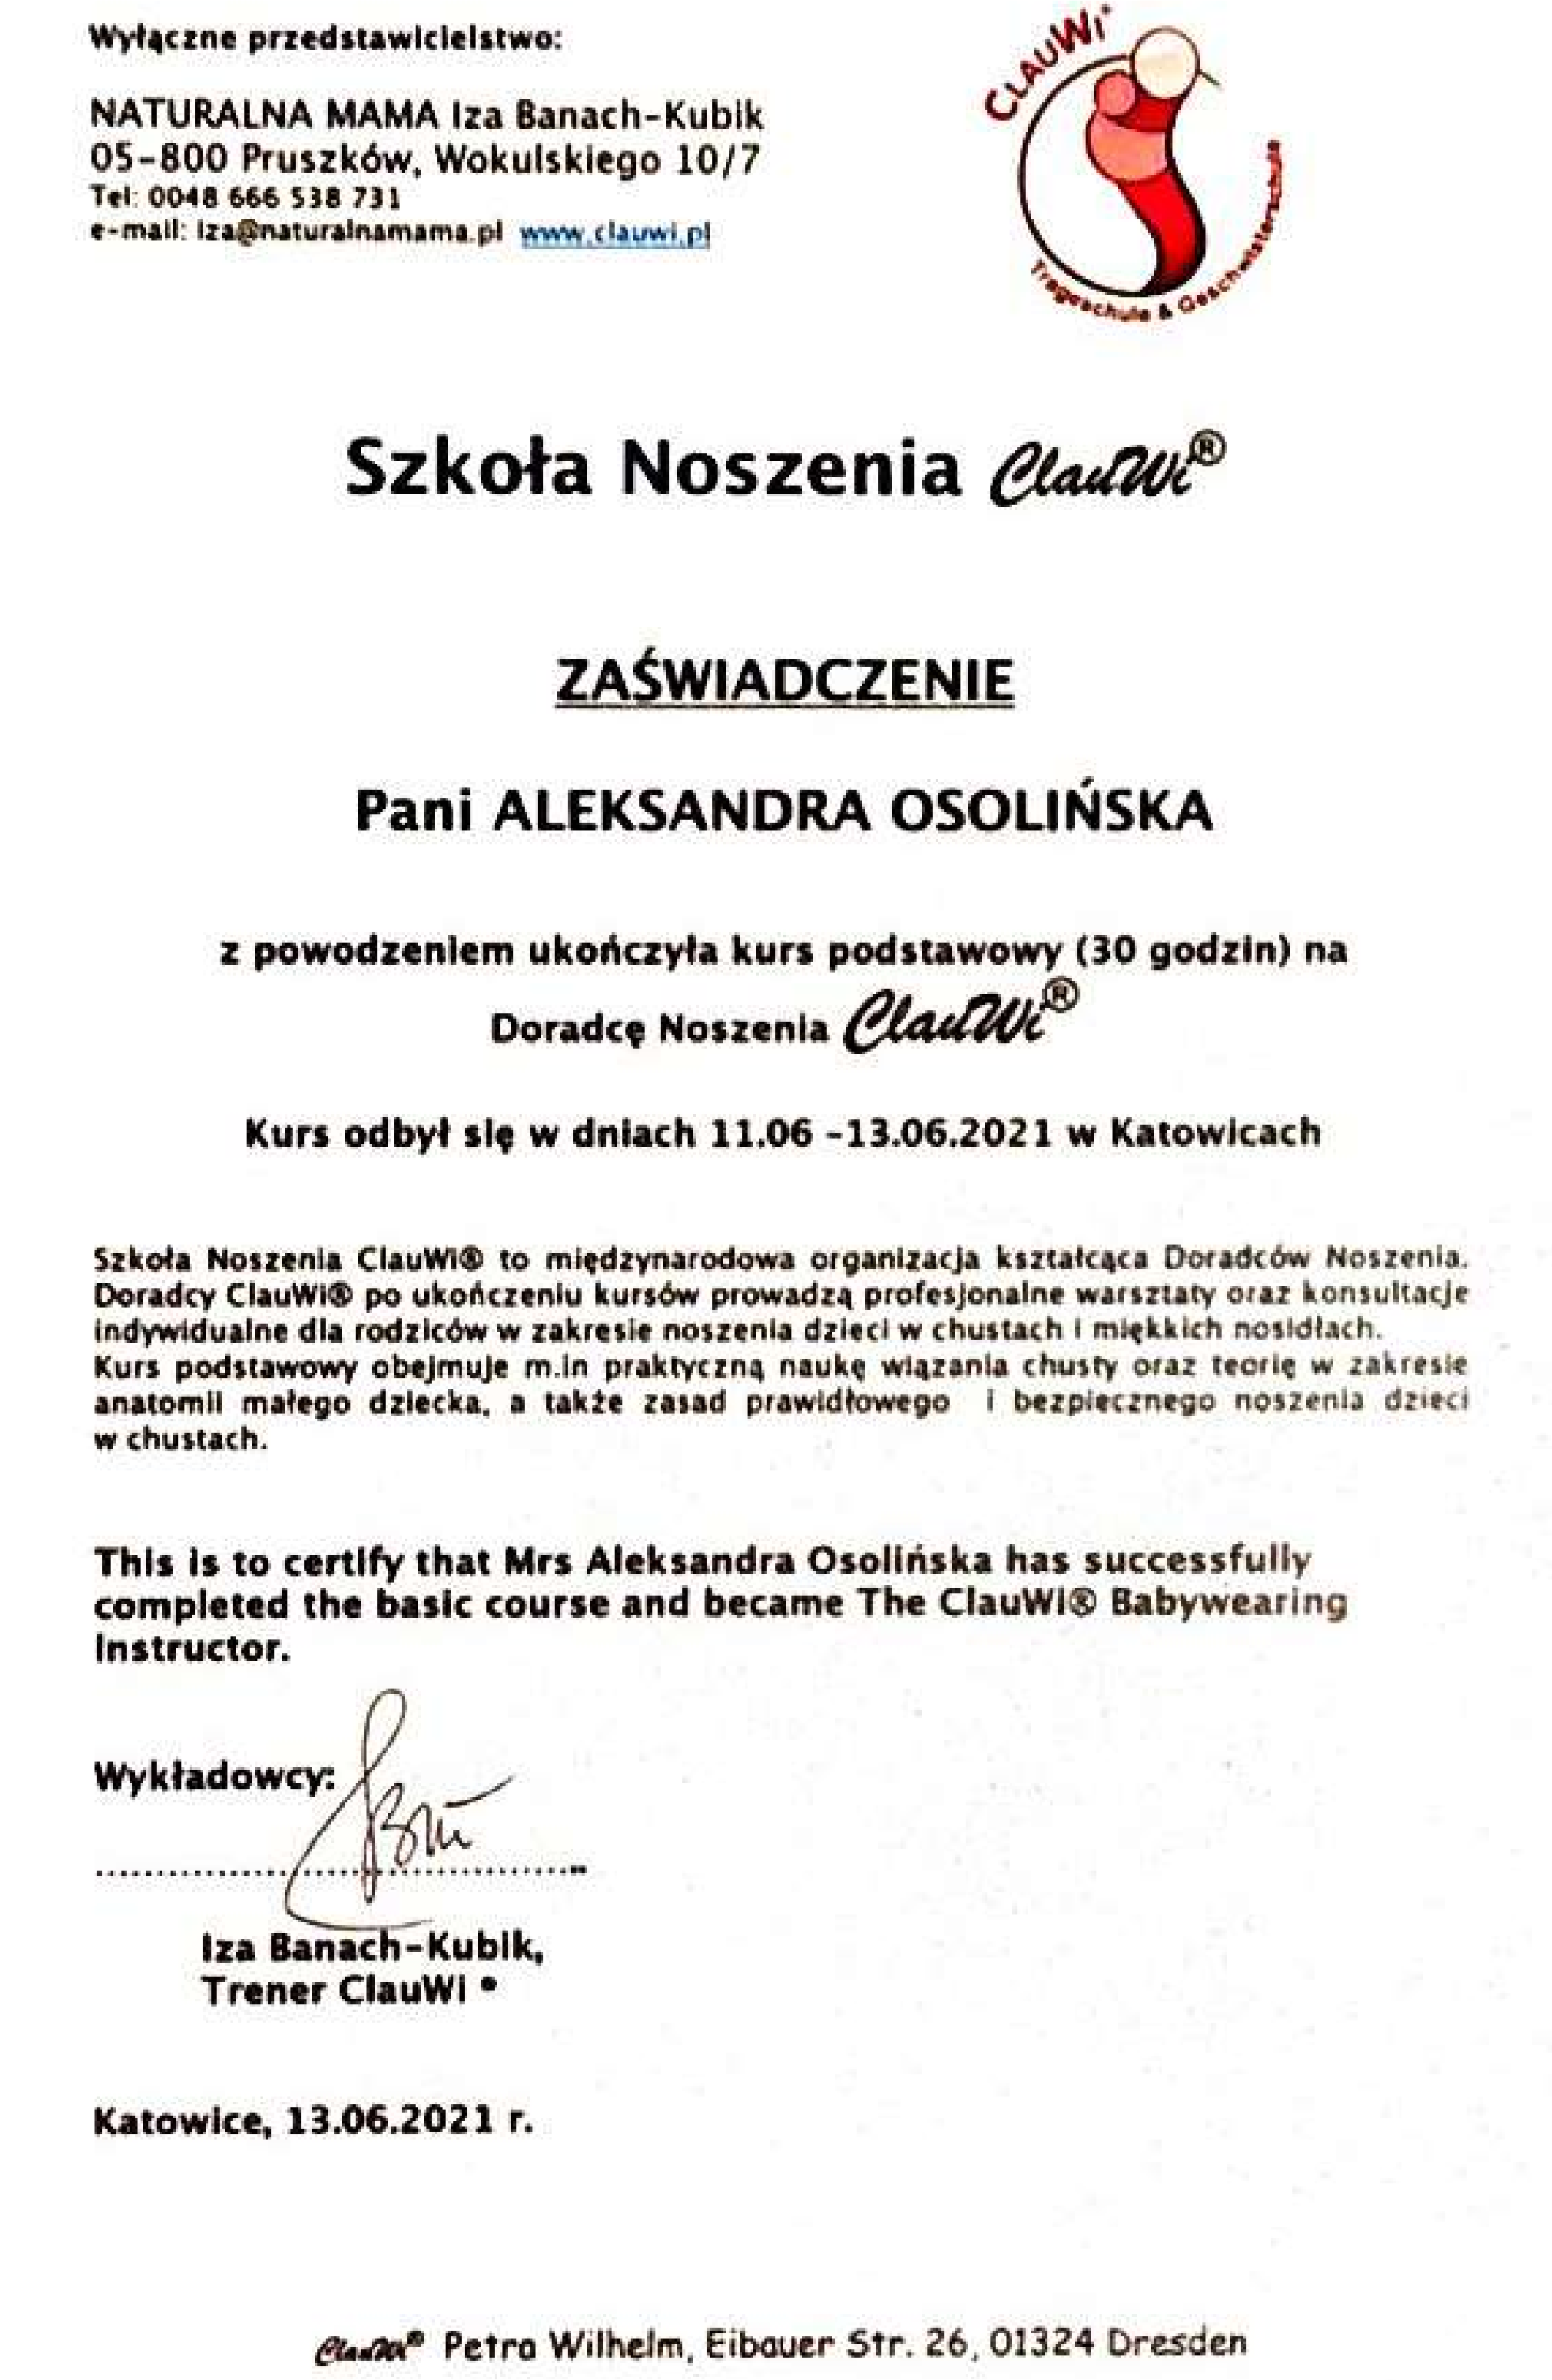 Wyłączne przedstawicielstwo:
NATURALNA MAMA Iza Banach-Kubik
05-800 Pruszków, Wokulskiego 10/7
Tel: 0048 666 538 731
e-mail: iza@naturalnamama.pl www.clauwi.pl
CLAUWI®
Trageschule & Geschwisterschule
Szkoła Noszenia ClauWi®
ZAŚWIADCZENIE
Pani ALEKSANDRA OSOLIŃSKA
z powodzeniem ukończyła kurs podstawowy (30 godzin) na
Doradcę Noszenia ClauWi®
Kurs odbył się w dniach 11.06 -13.06.2021 w Katowicach
Szkoła Noszenia ClauWi® to międzynarodowa organizacja kształcąca Doradców Noszenia.
Doradcy ClauWi® po ukończeniu kursów prowadzą profesjonalne warsztaty oraz konsultacje
indywidualne dla rodziców w zakresie noszenia dzieci w chustach i miękkich nosidłach.
Kurs podstawowy obejmuje m.in praktyczną naukę wiązania chusty oraz teorię w zakresie
anatomii małego dziecka, a także zasad prawidłowego i bezpiecznego noszenia dzieci
w chustach.
This is to certify that Mrs Aleksandra Osolińska has successfully
completed the basic course and became The ClauWi® Babywearing
Instructor.
Wykładowcy:
Iza Banach-Kubik,
Trener ClauWi ®
Katowice, 13.06.2021 r.
ClauWi® Petra Wilhelm, Eibauer Str. 26, 01324 Dresden